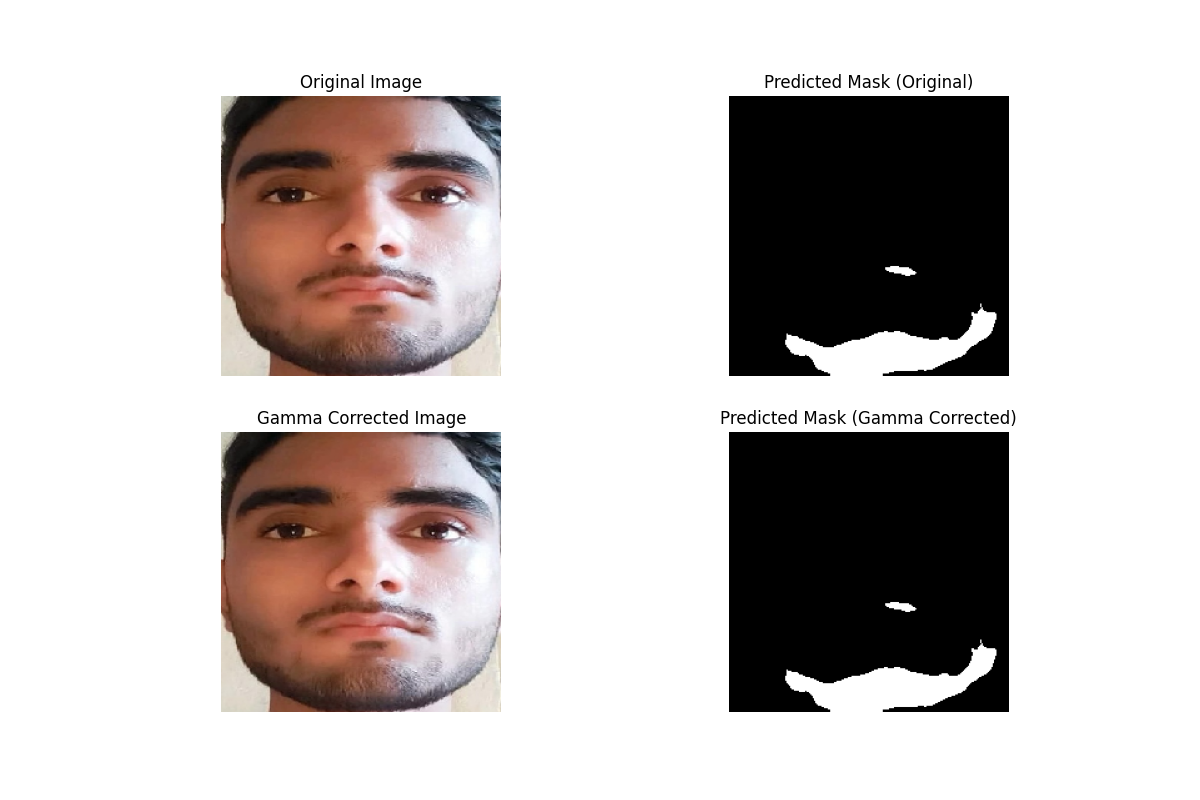 Original Image
Predicted Mask (Original)
Gamma Corrected Image
Predicted Mask (Gamma Corrected)